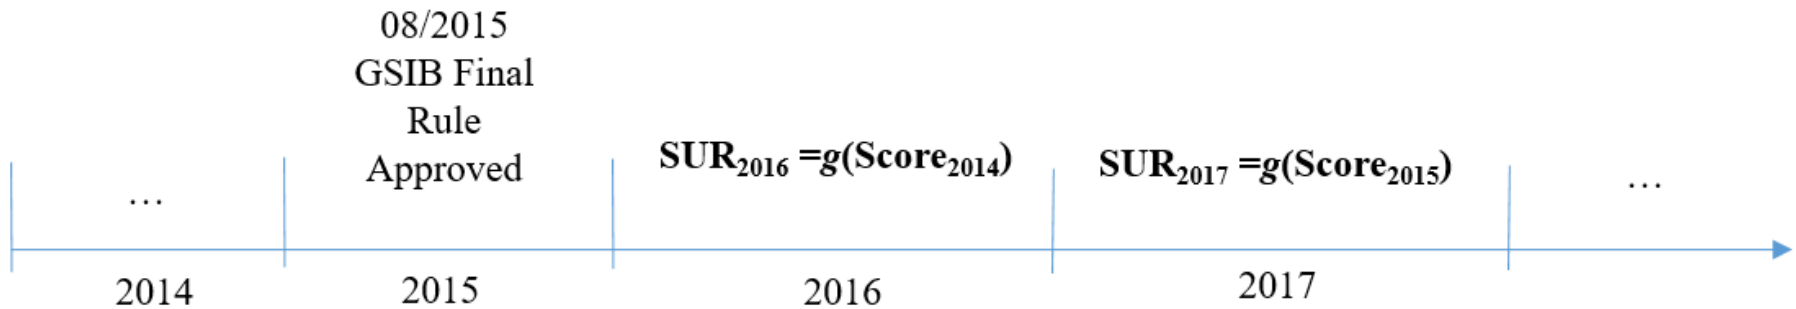 08/2015
GSIB Final
Rule
Approved
...
SUR2016 =g(Score2014)
SUR2017 =g(Score2015)
...
2014
2015
2016
2017